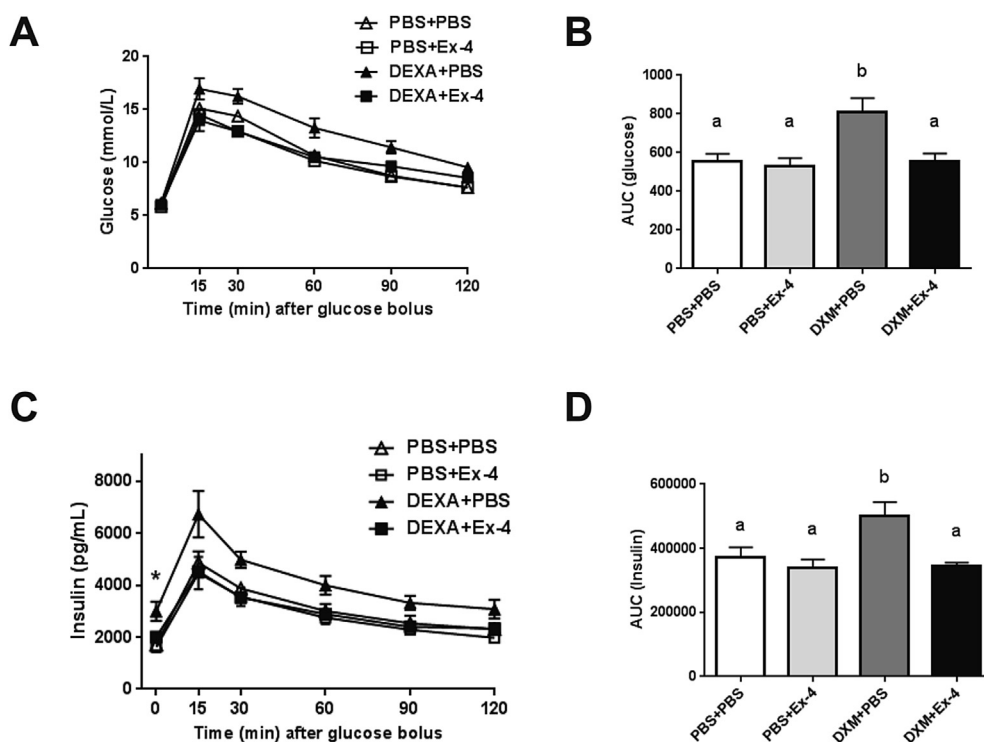 A
PBS+PBS
PBS+Ex-4
DEXA+PBS
DEXA+Ex-4
Glucose (mmol/L)
20
15
10
5
0
15
30
60
90
120
Time (min) after glucose bolus
B
AUC (glucose)
1000
800
600
400
200
0
a
a
b
a
PBS+PBS
PBS+Ex-4
DXM+PBS
DXM+Ex-4
C
PBS+PBS
PBS+Ex-4
DEXA+PBS
DEXA+Ex-4
Insulin (pg/mL)
8000
6000
4000
2000
0
*
0
15
30
60
90
120
Time (min) after glucose bolus
D
AUC (Insulin)
600000
400000
200000
0
a
a
b
a
PBS+PBS
PBS+Ex-4
DXM+PBS
DXM+Ex-4